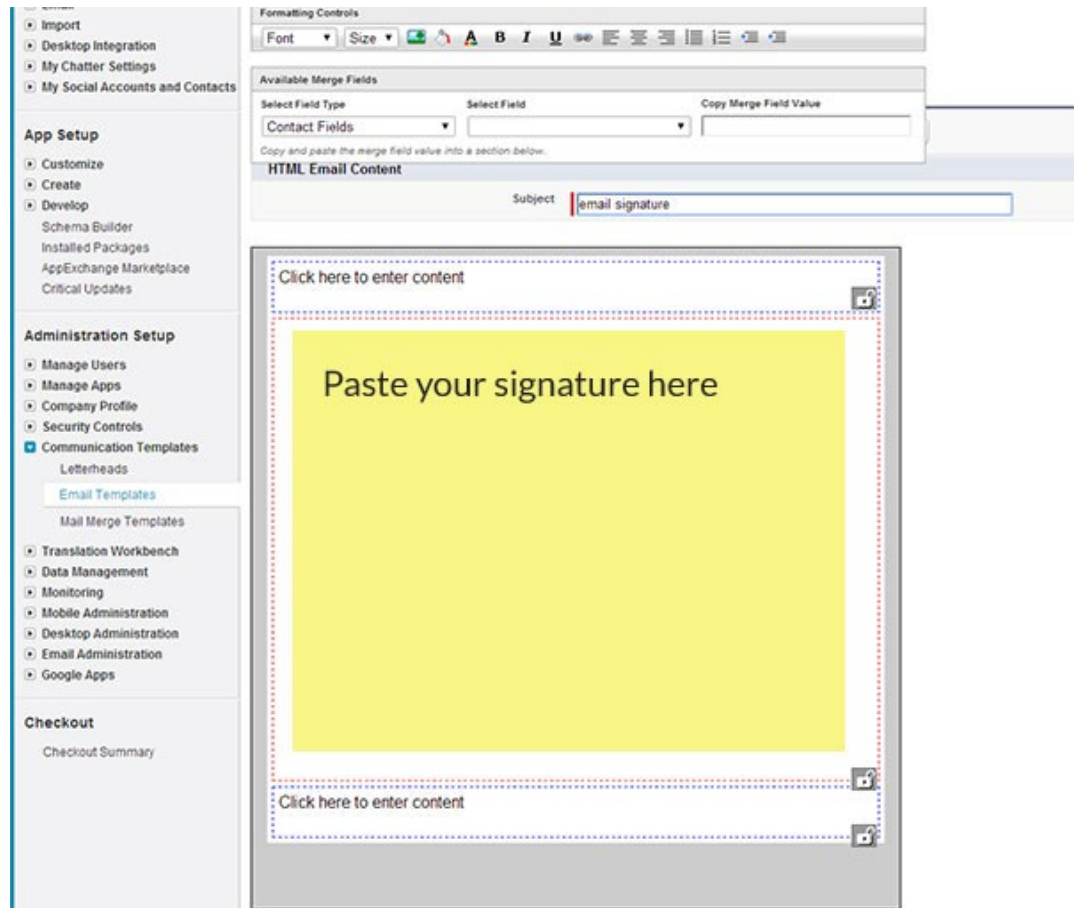 Email
Import
Desktop Integration
My Chatter Settings
My Social Accounts and Contacts
App Setup
Customize
Create
Develop
Schema Builder
Installed Packages
AppExchange Marketplace
Critical Updates
Administration Setup
Manage Users
Manage Apps
Company Profile
Security Controls
Communication Templates
Letterheads
Email Templates
Mail Merge Templates
Translation Workbench
Data Management
Monitoring
Mobile Administration
Desktop Administration
Email Administration
Google Apps
Checkout
Checkout Summary
Formatting Controls
Font Size A B I U
Available Merge Fields
Select Field Type Select Field Copy Merge Field Value
Contact Fields
Copy and paste the merge field value into a section below.
HTML Email Content
Subject email signature
Click here to enter content
Paste your signature here
Click here to enter content